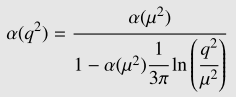 α(q²) = α(μ²) / (1 − α(μ²) 1/(3π) ln(q²/μ²))